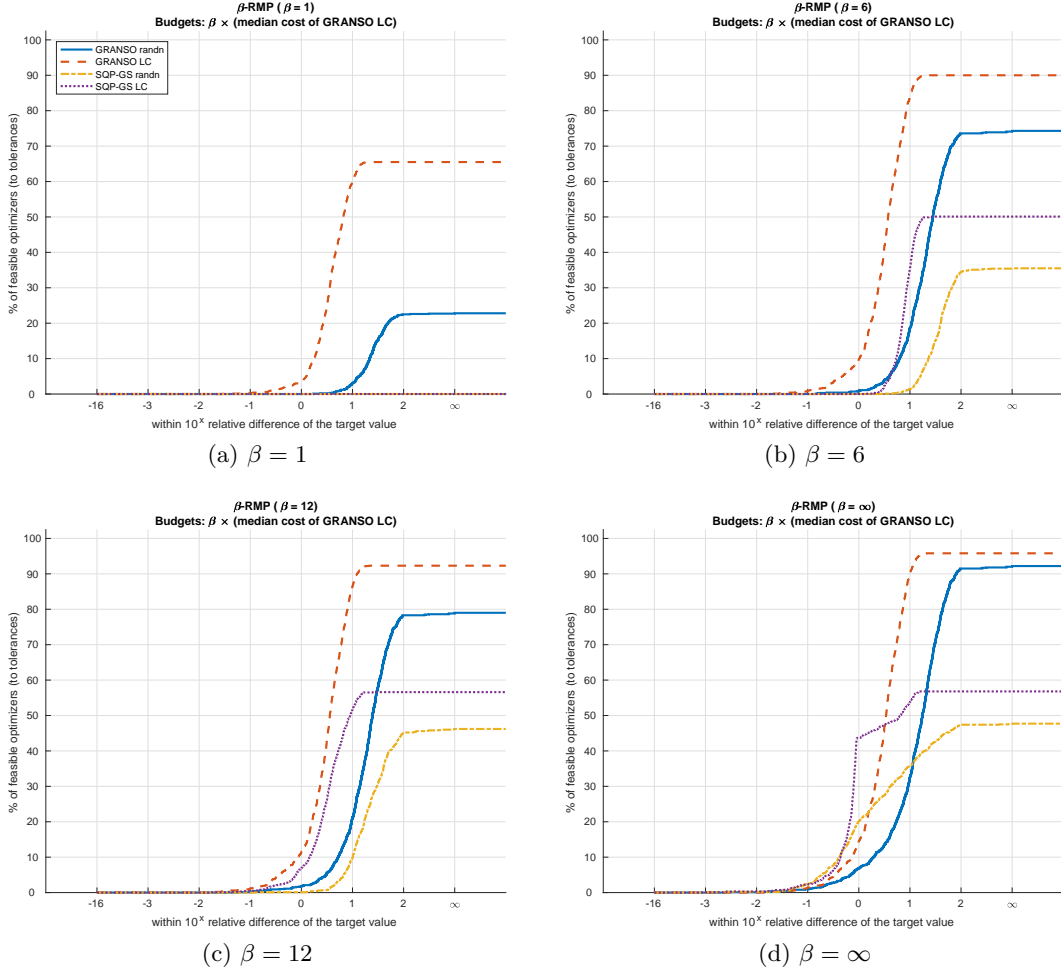 β-RMP ( β = 1)
Budgets: β × (median cost of GRANSO LC)
100
90
80
70
60
50
40
30
20
10
0
% of feasible optimizers (to tolerances)
GRANSO randn
GRANSO LC
SQP-GS randn
SQP-GS LC
-16 -3 -2 -1 0 1 2 ∞
within 10^x relative difference of the target value
(a) β = 1
β-RMP ( β = 6)
Budgets: β × (median cost of GRANSO LC)
100
90
80
70
60
50
40
30
20
10
0
% of feasible optimizers (to tolerances)
-16 -3 -2 -1 0 1 2 ∞
within 10^x relative difference of the target value
(b) β = 6
β-RMP ( β = 12)
Budgets: β × (median cost of GRANSO LC)
100
90
80
70
60
50
40
30
20
10
0
% of feasible optimizers (to tolerances)
-16 -3 -2 -1 0 1 2 ∞
within 10^x relative difference of the target value
(c) β = 12
β-RMP ( β = ∞)
Budgets: β × (median cost of GRANSO LC)
100
90
80
70
60
50
40
30
20
10
0
% of feasible optimizers (to tolerances)
-16 -3 -2 -1 0 1 2 ∞
within 10^x relative difference of the target value
(d) β = ∞